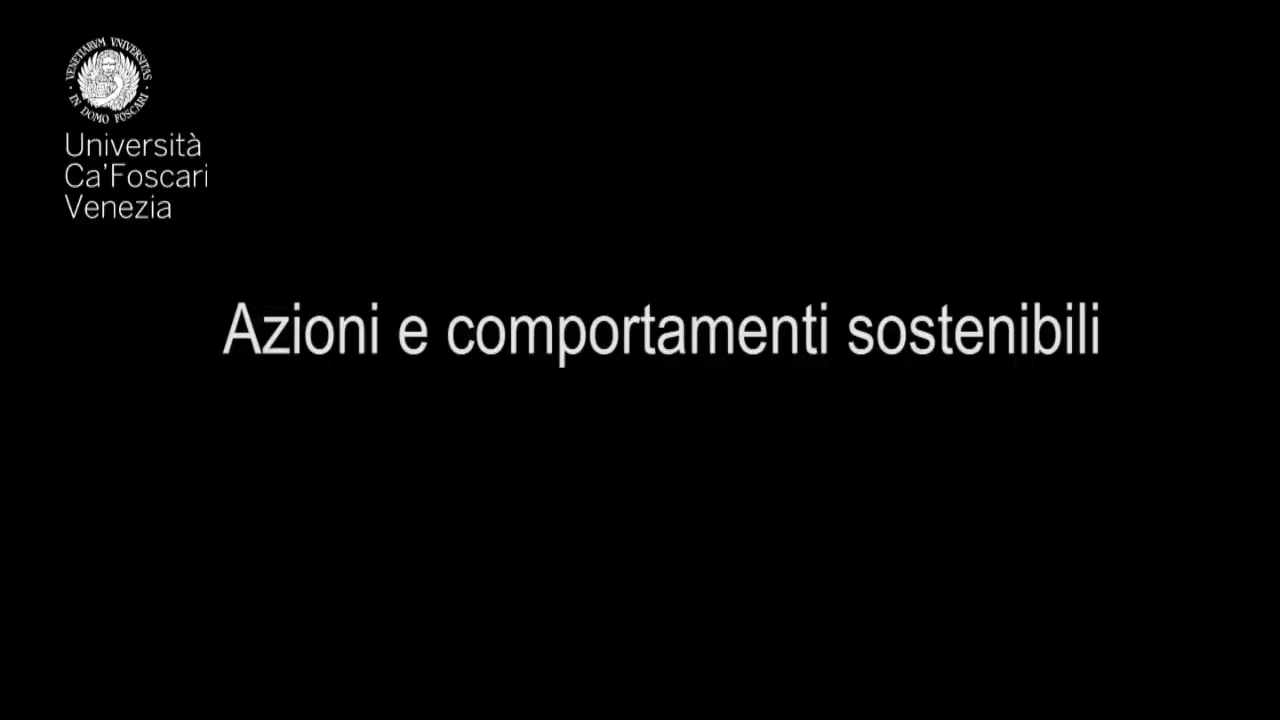 VENETIARVM VNIVERSITAS
IN DOMO FOSCARI
Università
Ca'Foscari
Venezia
Azioni e comportamenti sostenibili